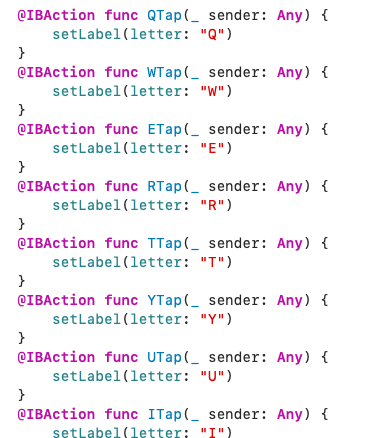 @IBAction func QTap(_ sender: Any) {
    setLabel(letter: "Q")
}
@IBAction func WTap(_ sender: Any) {
    setLabel(letter: "W")
}
@IBAction func ETap(_ sender: Any) {
    setLabel(letter: "E")
}
@IBAction func RTap(_ sender: Any) {
    setLabel(letter: "R")
}
@IBAction func TTap(_ sender: Any) {
    setLabel(letter: "T")
}
@IBAction func YTap(_ sender: Any) {
    setLabel(letter: "Y")
}
@IBAction func UTap(_ sender: Any) {
    setLabel(letter: "U")
}
@IBAction func ITap(_ sender: Any) {
    setLabel(letter: "I")